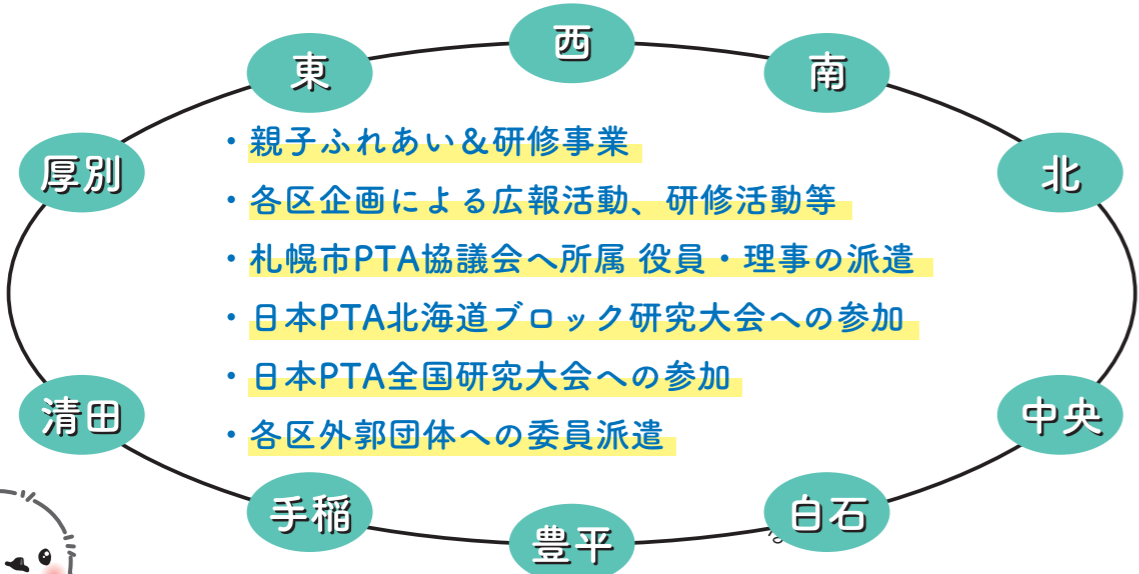 西
東
南
厚別
北
・親子ふれあい&研修事業
・各区企画による広報活動、研修活動等
・札幌市PTA協議会へ所属 役員・理事の派遣
・日本PTA北海道ブロック研究大会への参加
・日本PTA全国研究大会への参加
・各区外郭団体への委員派遣
清田
中央
手稲
白石
豊平